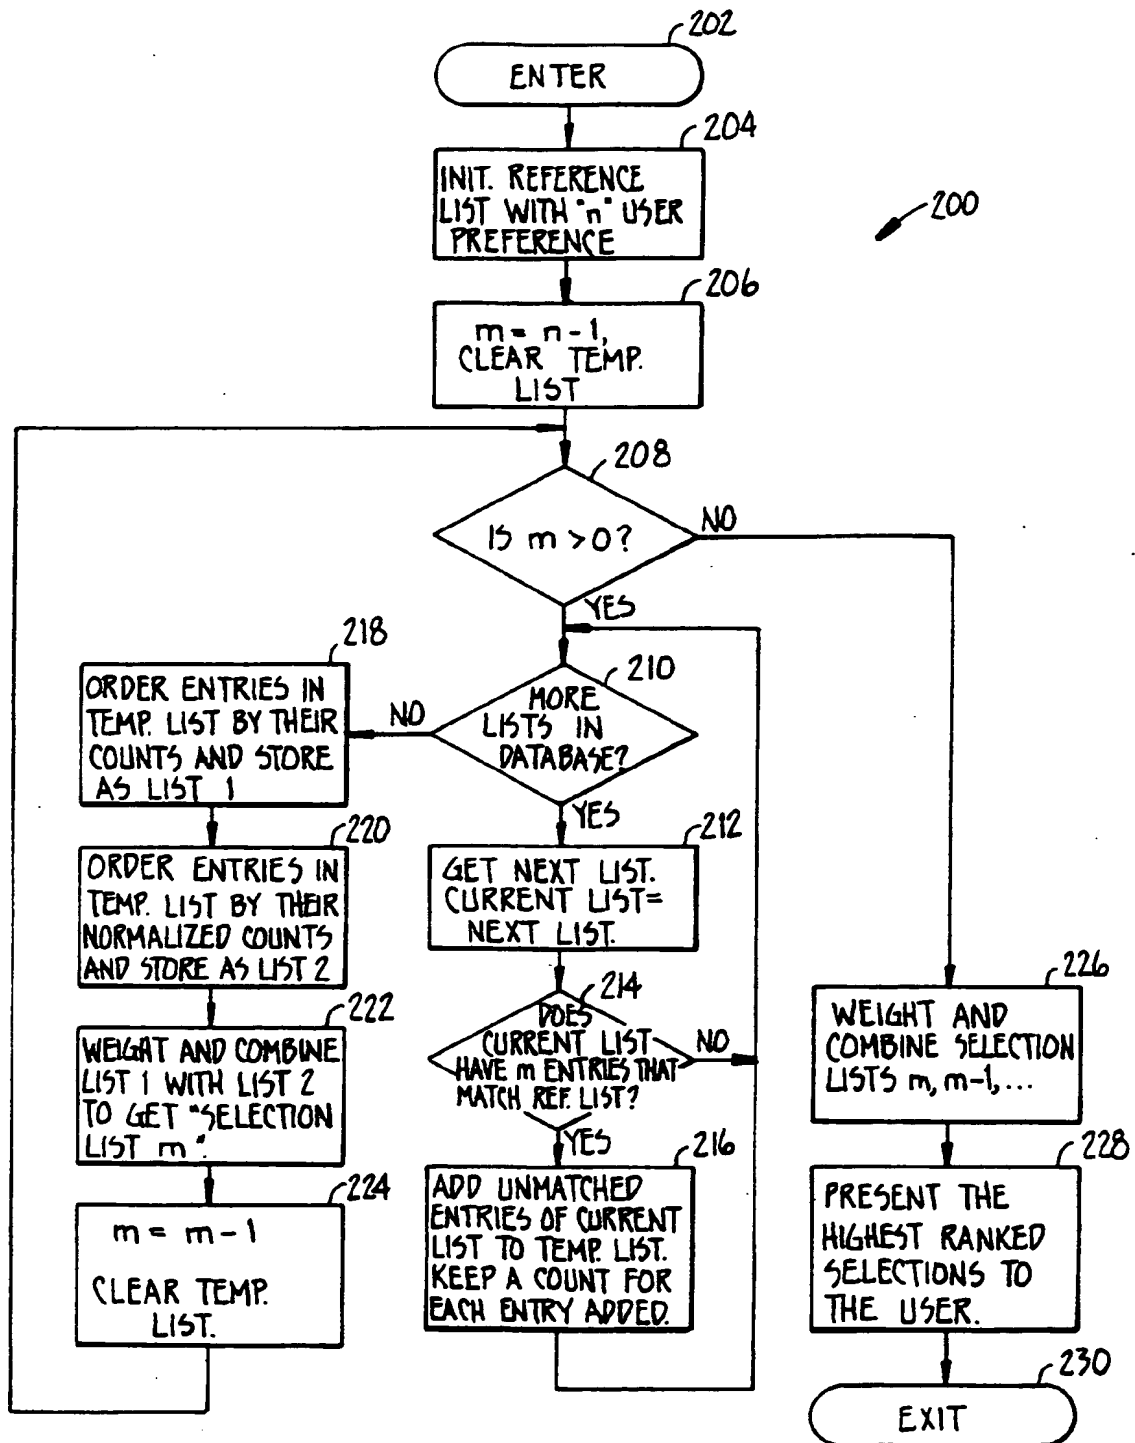 202
ENTER
204
INIT. REFERENCE
LIST WITH "n" USER
PREFERENCE
200
206
m = n-1,
CLEAR TEMP.
LIST
208
IS m > 0?
NO
YES
210
MORE
LISTS IN
DATABASE?
NO
YES
218
ORDER ENTRIES IN
TEMP. LIST BY THEIR
COUNTS AND STORE
AS LIST 1
220
ORDER ENTRIES IN
TEMP. LIST BY THEIR
NORMALIZED COUNTS
AND STORE AS LIST 2
222
WEIGHT AND COMBINE
LIST 1 WITH LIST 2
TO GET "SELECTION
LIST m".
224
m = m-1
CLEAR TEMP.
LIST.
212
GET NEXT LIST.
CURRENT LIST=
NEXT LIST.
214
DOES
CURRENT LIST
HAVE m ENTRIES THAT
MATCH REF. LIST?
NO
YES
216
ADD UNMATCHED
ENTRIES OF CURRENT
LIST TO TEMP. LIST.
KEEP A COUNT FOR
EACH ENTRY ADDED.
226
WEIGHT AND
COMBINE SELECTION
LISTS m, m-1, ...
228
PRESENT THE
HIGHEST RANKED
SELECTIONS TO
THE USER.
230
EXIT